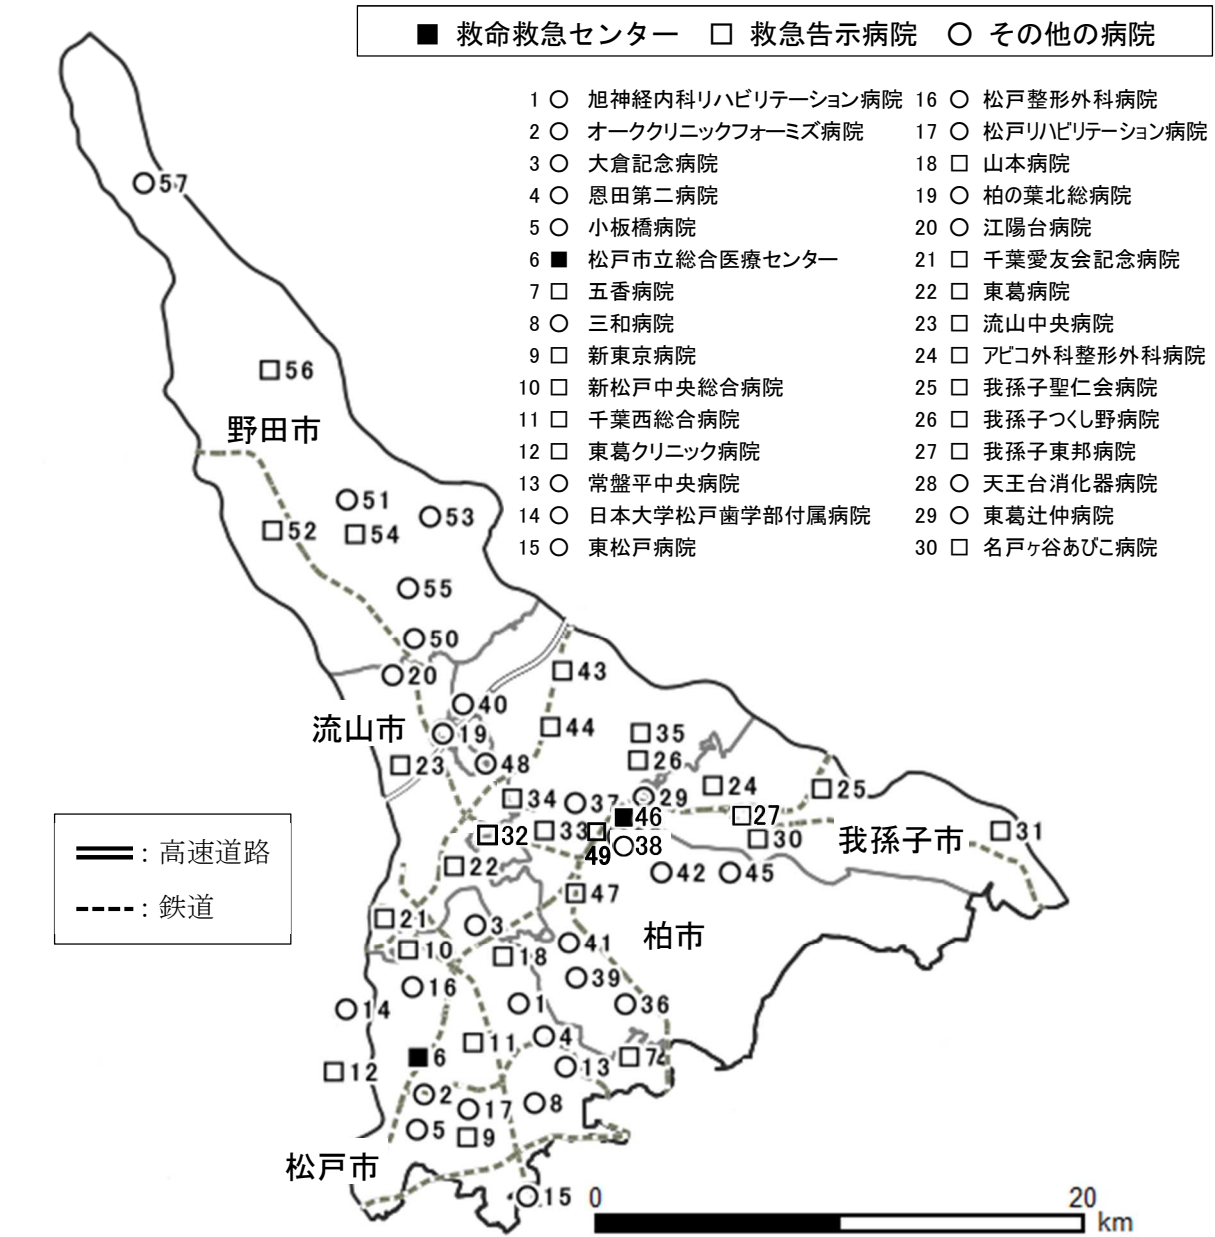 ■ 救命救急センター □ 救急告示病院 ○ その他の病院
1 ○ 旭神経内科リハビリテーション病院
2 ○ オーククリニックフォーミズ病院
3 ○ 大倉記念病院
4 ○ 恩田第二病院
5 ○ 小板橋病院
6 ■ 松戸市立総合医療センター
7 □ 五香病院
8 ○ 三和病院
9 □ 新東京病院
10 □ 新松戸中央総合病院
11 □ 千葉西総合病院
12 □ 東葛クリニック病院
13 ○ 常盤平中央病院
14 ○ 日本大学松戸歯学部付属病院
15 ○ 東松戸病院
16 ○ 松戸整形外科病院
17 ○ 松戸リハビリテーション病院
18 □ 山本病院
19 ○ 柏の葉北総病院
20 ○ 江陽台病院
21 □ 千葉愛友会記念病院
22 □ 東葛病院
23 □ 流山中央病院
24 □ アビコ外科整形外科病院
25 □ 我孫子聖仁会病院
26 □ 我孫子つくし野病院
27 □ 我孫子東邦病院
28 ○ 天王台消化器病院
29 ○ 東葛辻仲病院
30 □ 名戸ヶ谷あびこ病院
57
56
野田市
51
53
52
54
55
50
20
43
40
流山市
19
44
35
23
48
26
24
25
34
37
29
46
27
32
33
49
38
30
我孫子市
31
22
42
45
47
21
3
柏市
10
18
41
39
16
14
1
36
11
4
6
7
12
13
2
17
8
5
9
松戸市
15
: 高速道路
: 鉄道
0 20
km